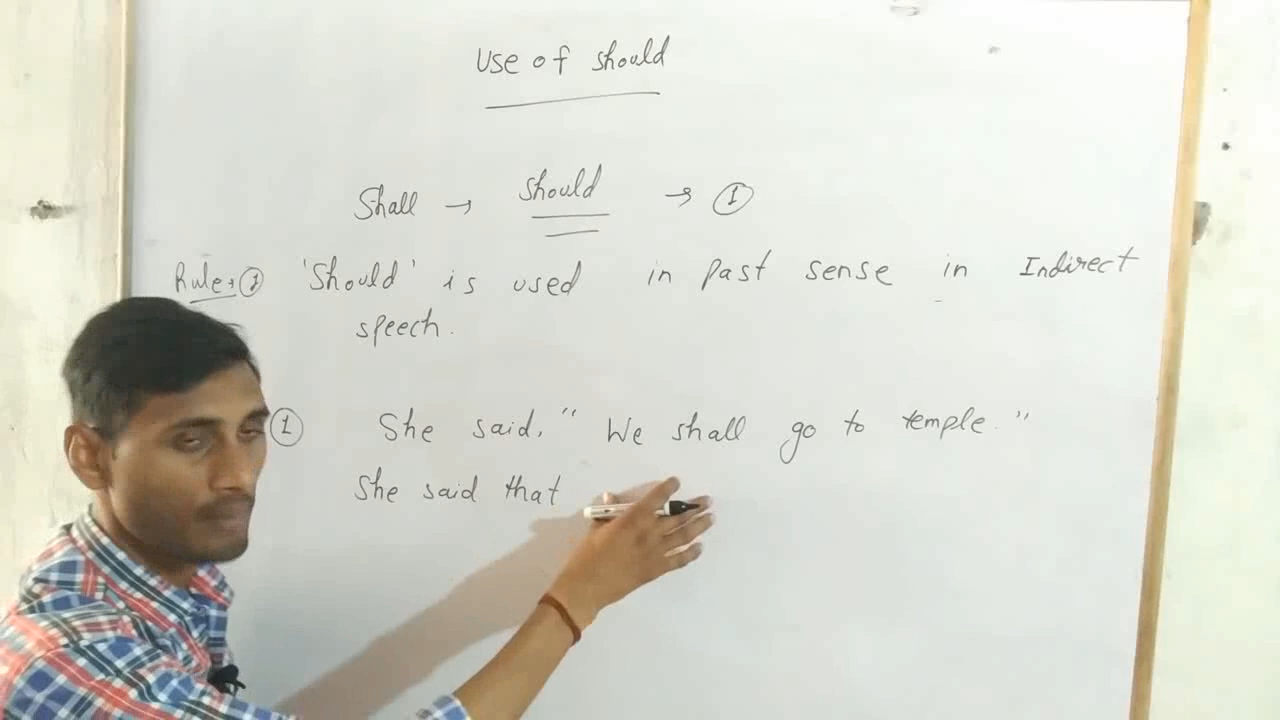 Use of should
Shall → should → ①
Rule → ① 'Should' is used in past sense in Indirect
speech.
① She said, " We shall go to temple."
She said that